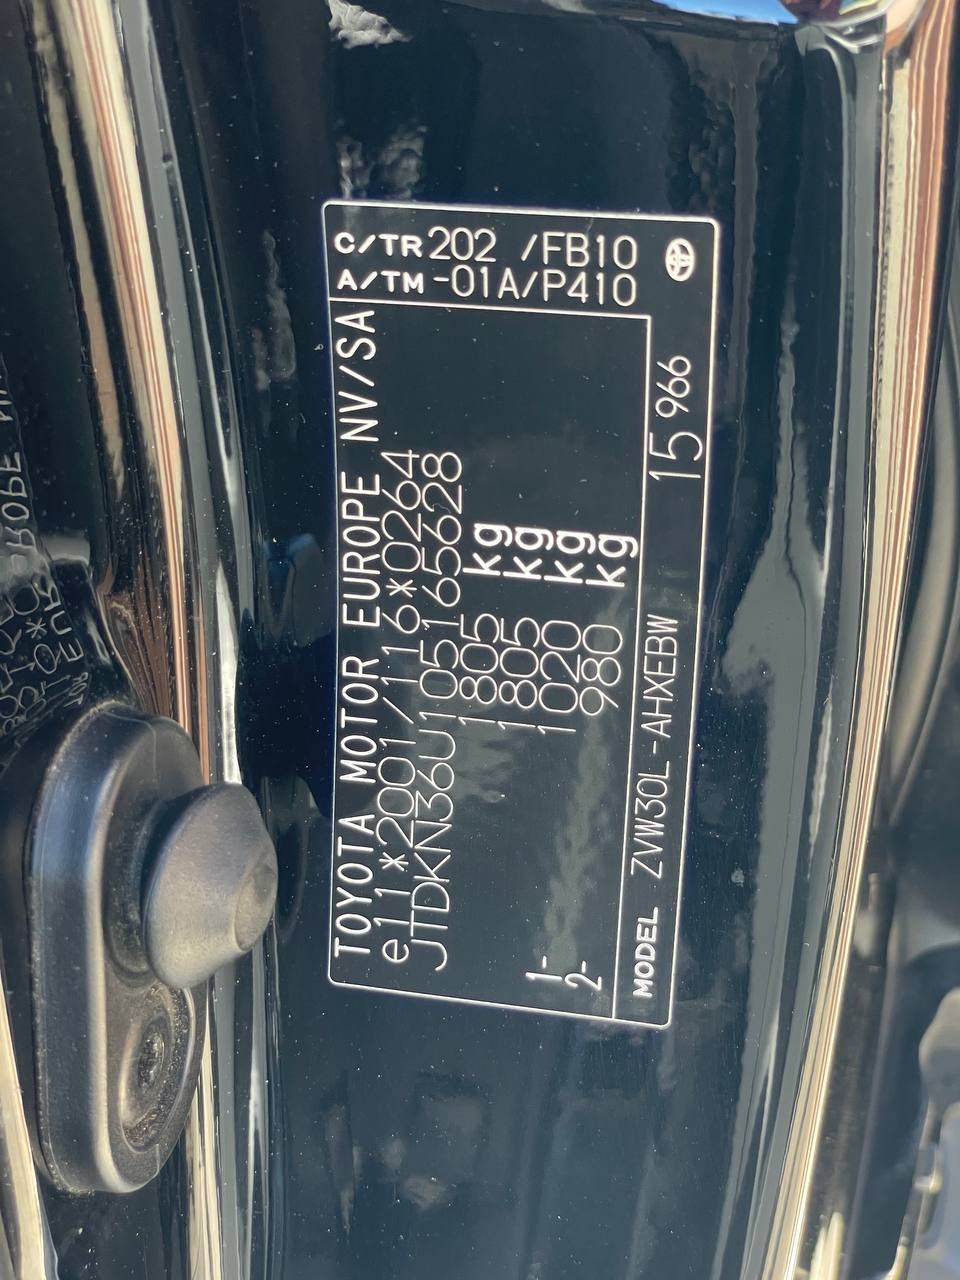 C/TR 202 /FB10
A/TM -01A/P410
TOYOTA MOTOR EUROPE NV/SA
e11*2001/116*0264
JTDKN36U105165628
1805 kg
1805 kg
1- 1020 kg
2- 980 kg
MODEL ZVW30L-AHXEBW 15 966